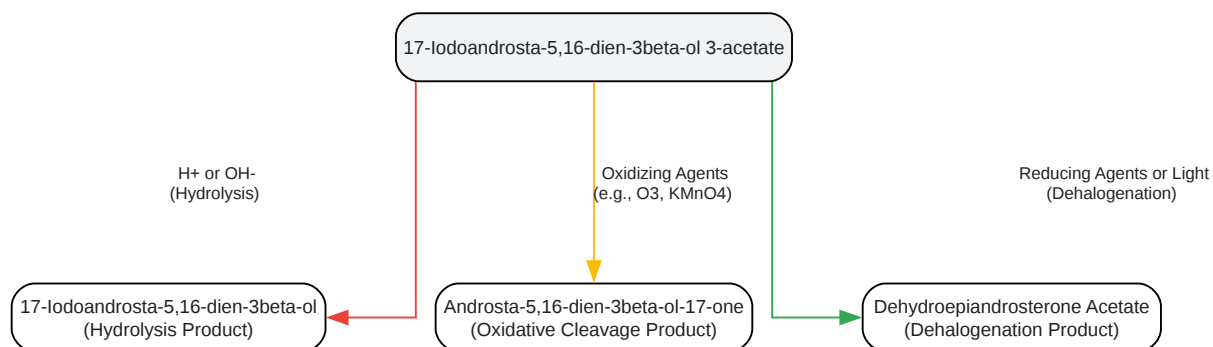 17-Iodoandrosta-5,16-dien-3beta-ol 3-acetate
H+ or OH-
(Hydrolysis)
Oxidizing Agents
(e.g., O3, KMnO4)
Reducing Agents or Light
(Dehalogenation)
17-Iodoandrosta-5,16-dien-3beta-ol
(Hydrolysis Product)
Androsta-5,16-dien-3beta-ol-17-one
(Oxidative Cleavage Product)
Dehydroepiandrosterone Acetate
(Dehalogenation Product)